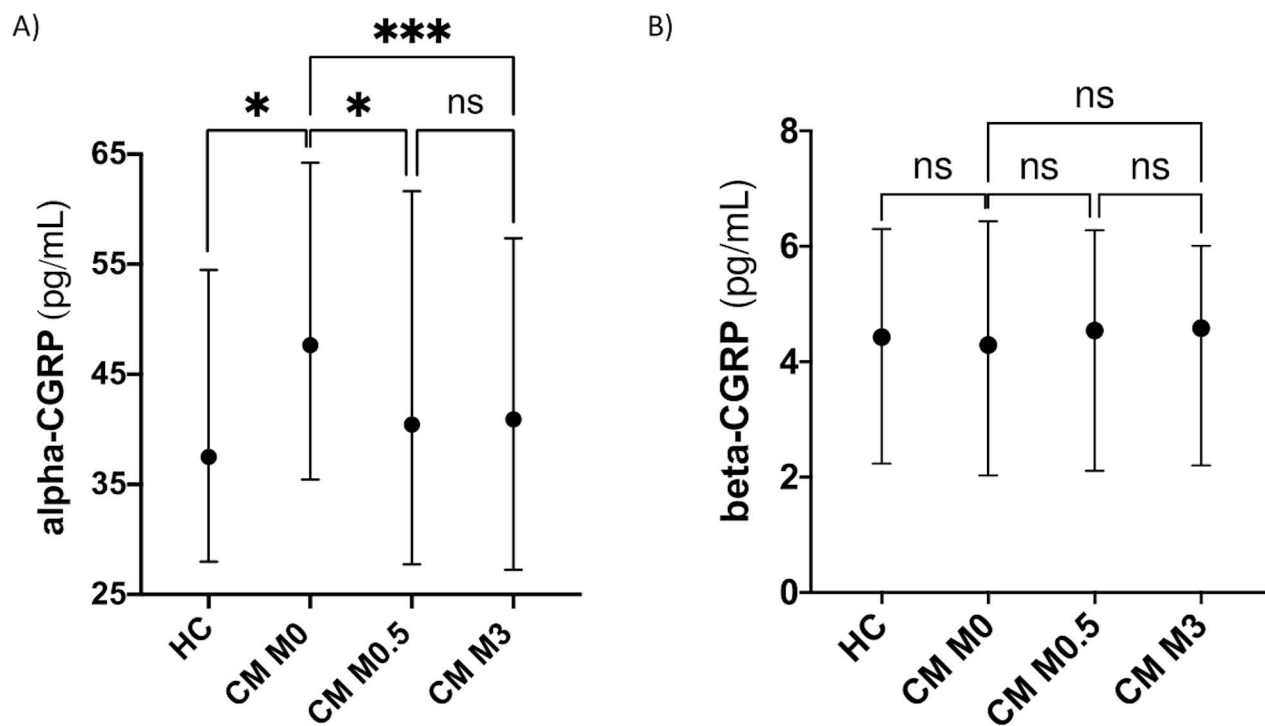 A)
***
* * ns
65
55
45
35
25
alpha-CGRP (pg/mL)
HC
CM M0
CM M0.5
CM M3
B)
ns
ns ns ns
8
6
4
2
0
beta-CGRP (pg/mL)
HC
CM M0
CM M0.5
CM M3